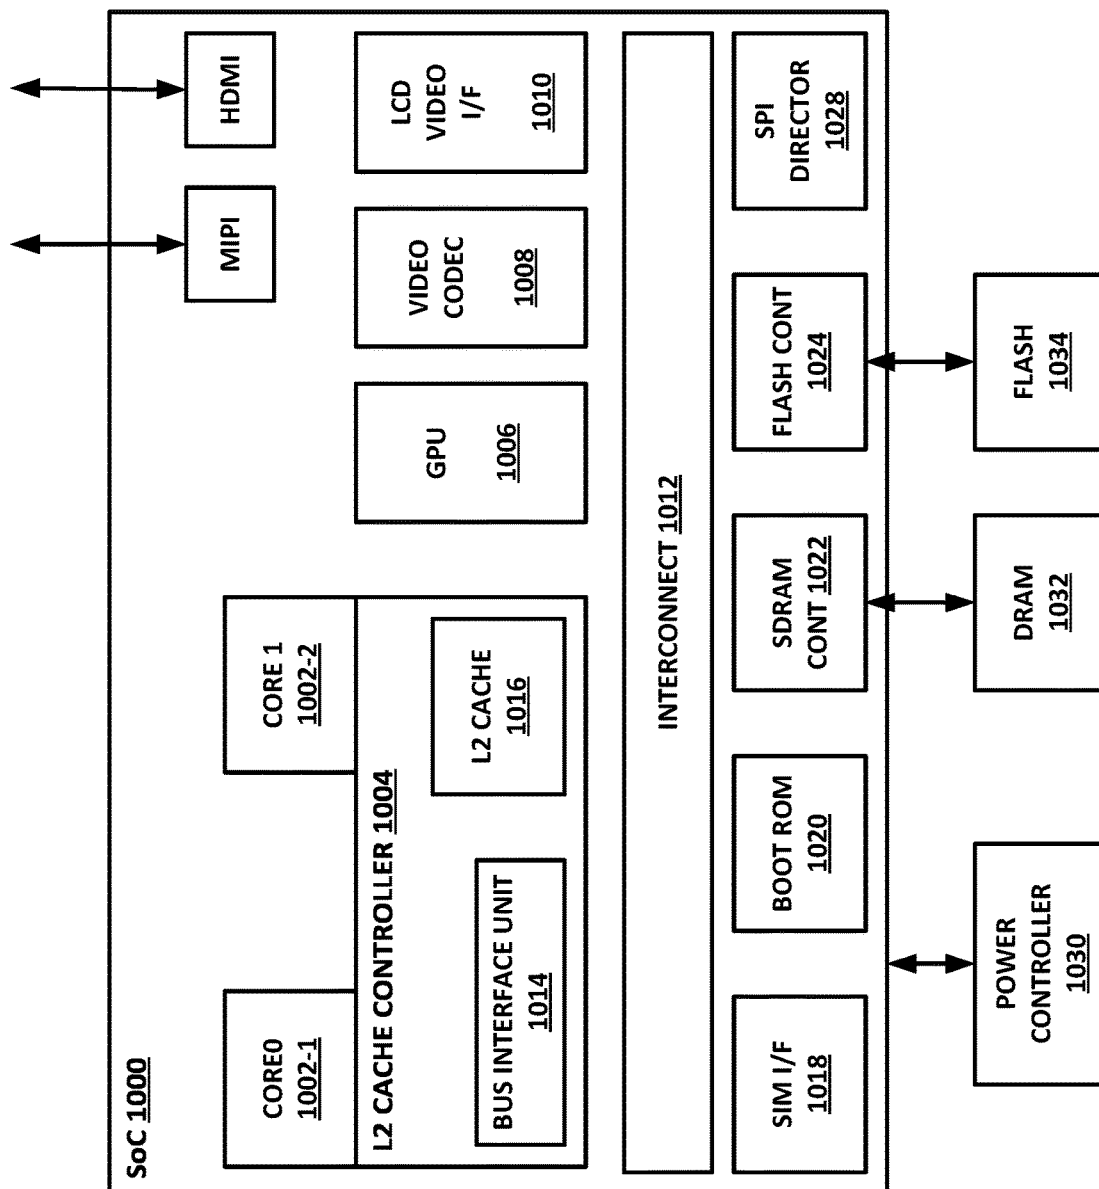 SoC 1000
CORE0
1002-1
CORE 1
1002-2
MIPI
HDMI
L2 CACHE CONTROLLER 1004
BUS INTERFACE UNIT
1014
L2 CACHE
1016
GPU
1006
VIDEO
CODEC
1008
LCD
VIDEO
I/F
1010
INTERCONNECT 1012
SIM I/F
1018
BOOT ROM
1020
SDRAM
CONT 1022
FLASH CONT
1024
SPI
DIRECTOR
1028
POWER
CONTROLLER
1030
DRAM
1032
FLASH
1034